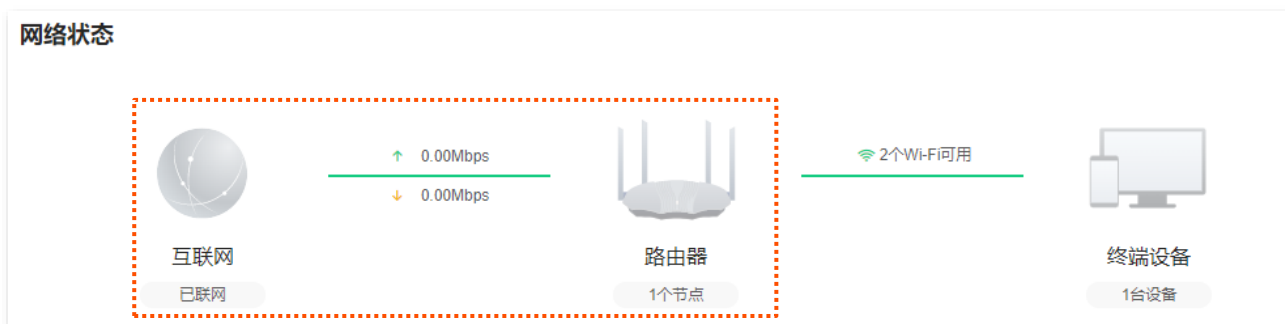 网络状态
↑ 0.00Mbps
↓ 0.00Mbps
2个Wi-Fi可用
互联网
路由器
终端设备
已联网
1个节点
1台设备